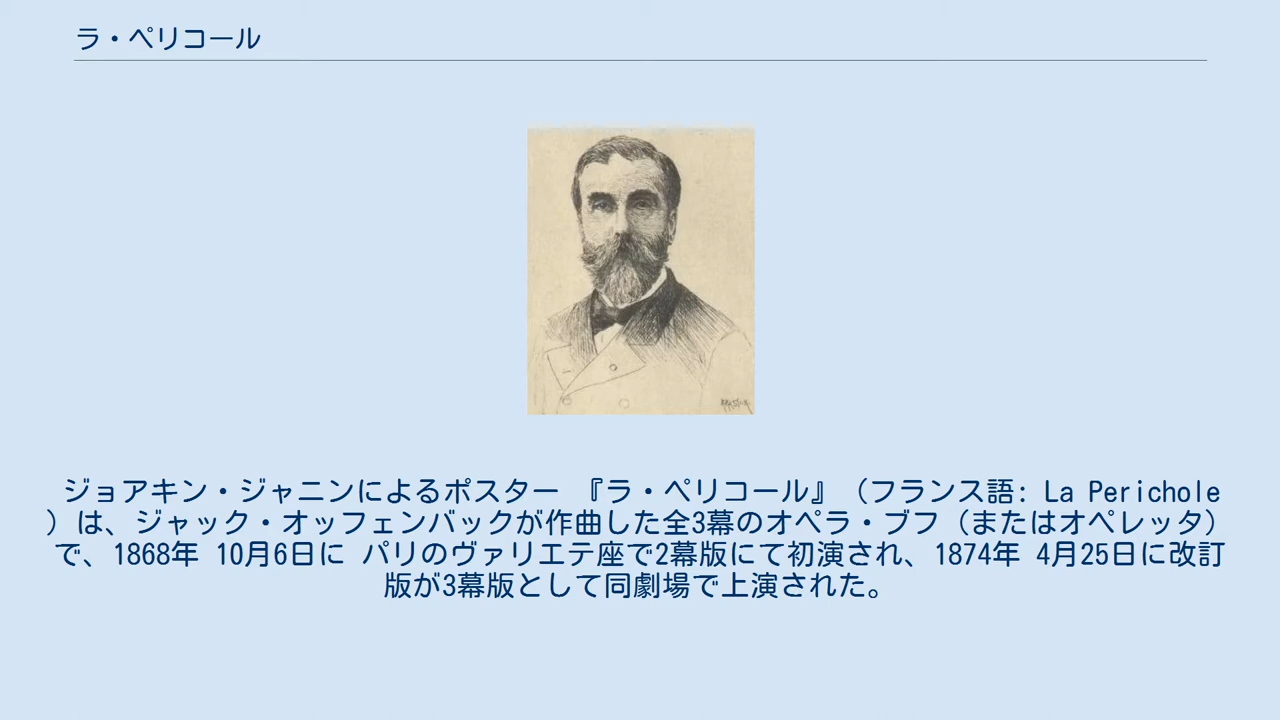 ラ・ペリコール
ジョアキン・ジャニンによるポスター 『ラ・ペリコール』（フランス語: La Perichole
）は、ジャック・オッフェンバックが作曲した全3幕のオペラ・ブフ（またはオペレッタ）
で、1868年 10月6日に パリのヴァリエテ座で2幕版にて初演され、1874年 4月25日に改訂
版が3幕版として同劇場で上演された。